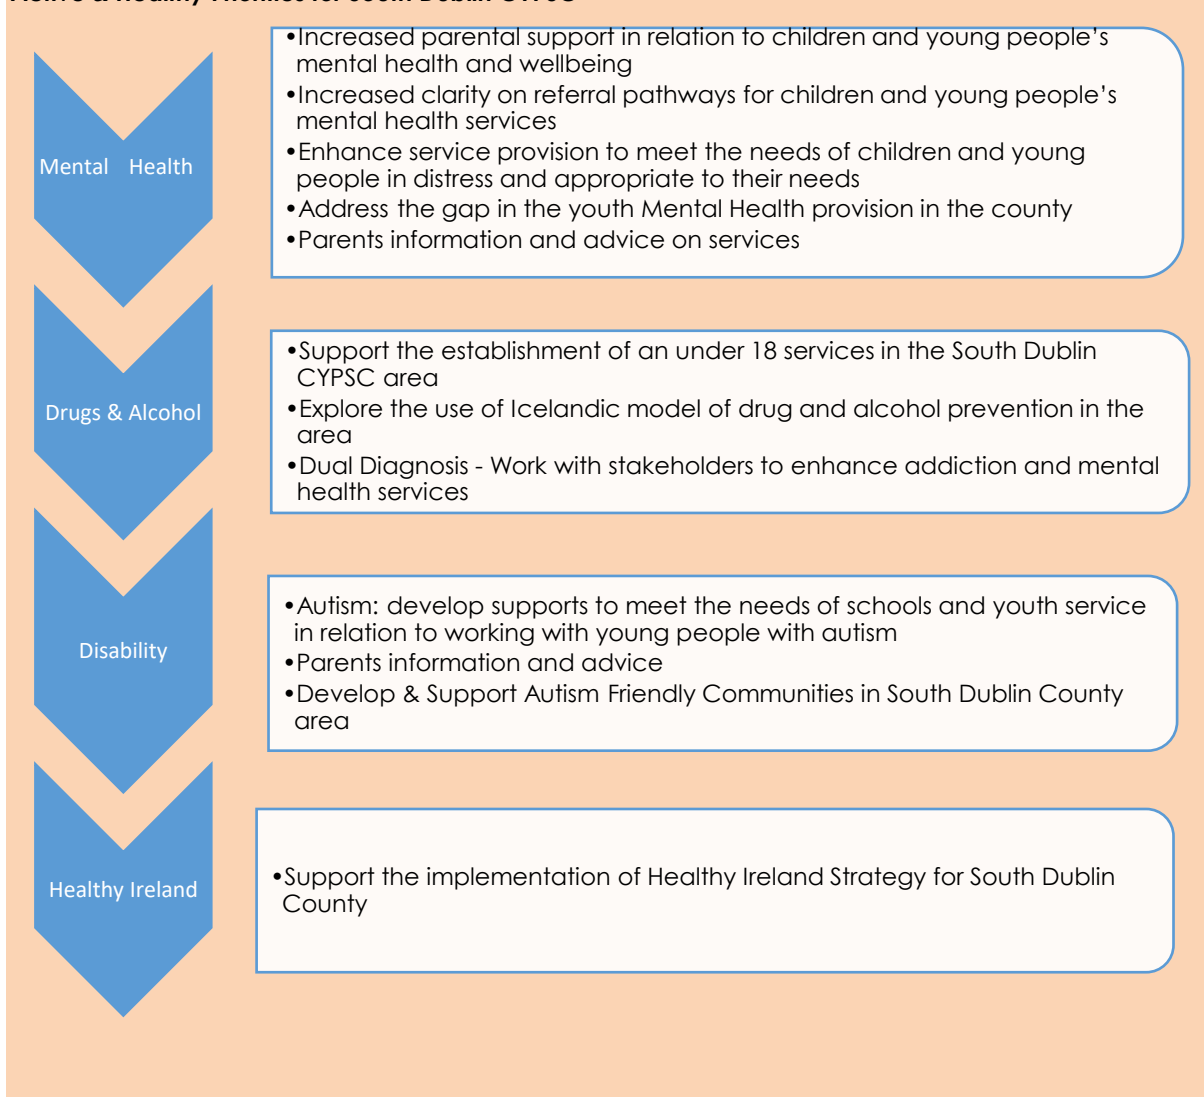 Active & Healthy Priorities for South Dublin CYPSC
Mental Health
•Increased parental support in relation to children and young people’s
mental health and wellbeing
•Increased clarity on referral pathways for children and young people’s
mental health services
•Enhance service provision to meet the needs of children and young
people in distress and appropriate to their needs
•Address the gap in the youth Mental Health provision in the county
•Parents information and advice on services
Drugs & Alcohol
•Support the establishment of an under 18 services in the South Dublin
CYPSC area
•Explore the use of Icelandic model of drug and alcohol prevention in the
area
•Dual Diagnosis - Work with stakeholders to enhance addiction and mental
health services
Disability
•Autism: develop supports to meet the needs of schools and youth service
in relation to working with young people with autism
•Parents information and advice
•Develop & Support Autism Friendly Communities in South Dublin County
area
Healthy Ireland
•Support the implementation of Healthy Ireland Strategy for South Dublin
County